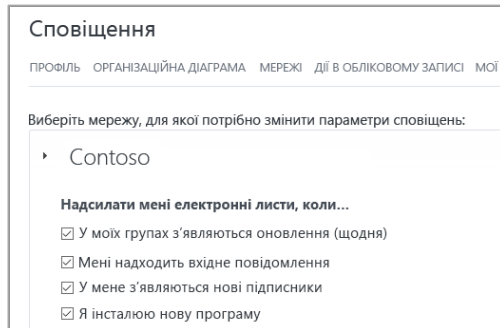 Сповіщення
ПРОФІЛЬ ОРГАНІЗАЦІЙНА ДІАГРАМА МЕРЕЖІ ДІЇ В ОБЛІКОВОМУ ЗАПИСІ МОЇ
Виберіть мережу, для якої потрібно змінити параметри сповіщень:
Contoso
Надсилати мені електронні листи, коли...
У моїх групах з’являються оновлення (щодня)
Мені надходить вхідне повідомлення
У мене з’являються нові підписники
Я інсталюю нову програму